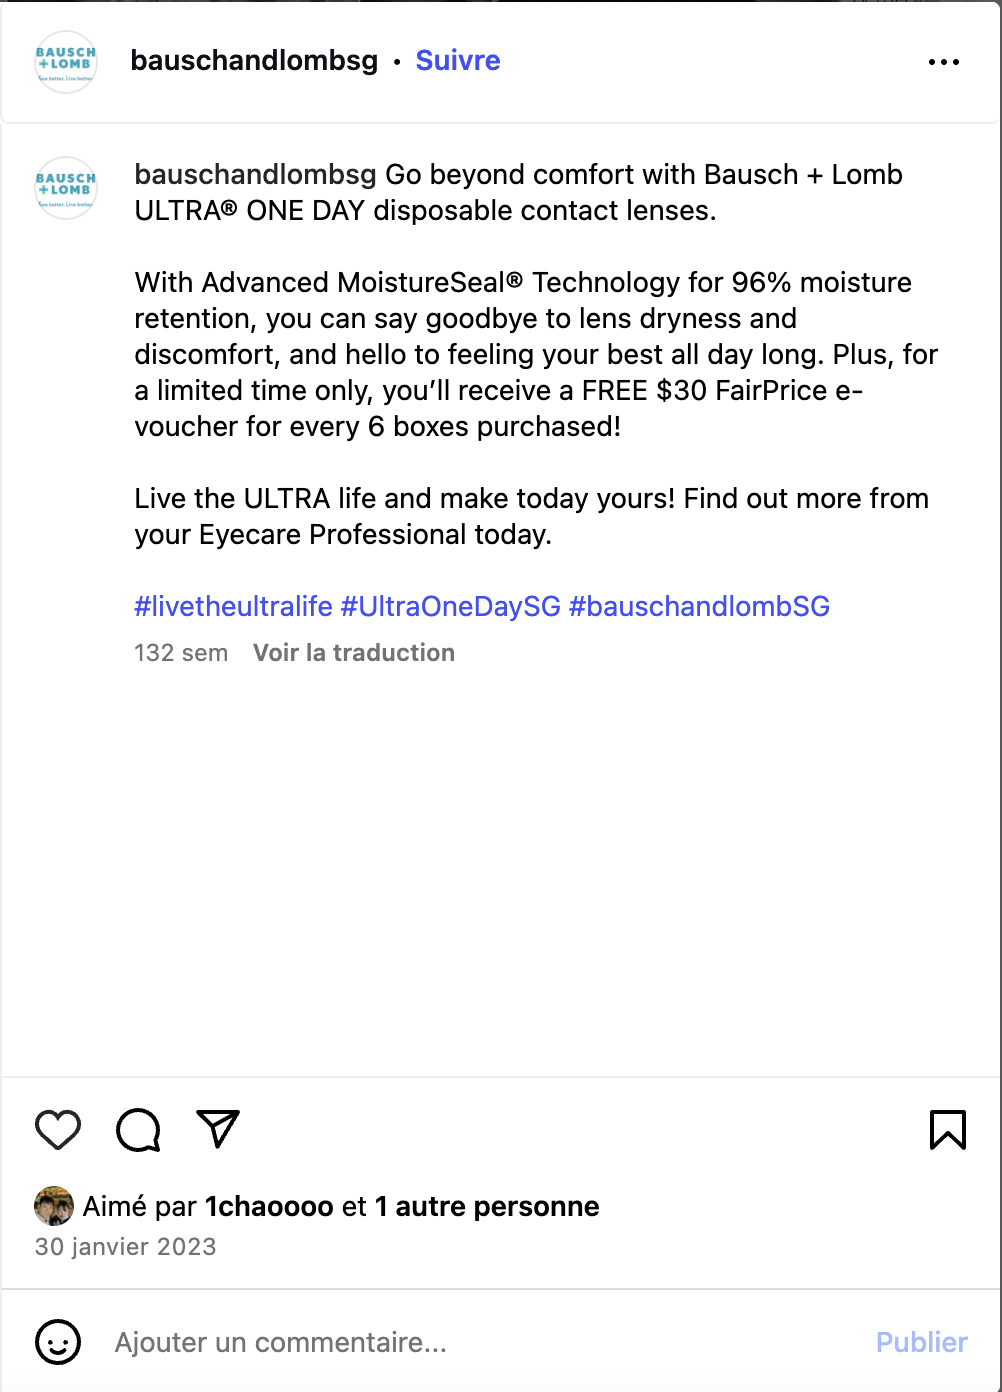 BAUSCH
+LOMB
See better. Live better.
bauschandlombsg • Suivre
BAUSCH
+LOMB
See better. Live better.
bauschandlombsg Go beyond comfort with Bausch + Lomb
ULTRA® ONE DAY disposable contact lenses.
With Advanced MoistureSeal® Technology for 96% moisture
retention, you can say goodbye to lens dryness and
discomfort, and hello to feeling your best all day long. Plus, for
a limited time only, you’ll receive a FREE $30 FairPrice e-
voucher for every 6 boxes purchased!
Live the ULTRA life and make today yours! Find out more from
your Eyecare Professional today.
#livetheultralife #UltraOneDaySG #bauschandlombSG
132 sem Voir la traduction
Aimé par 1chaoooo et 1 autre personne
30 janvier 2023
Ajouter un commentaire...
Publier